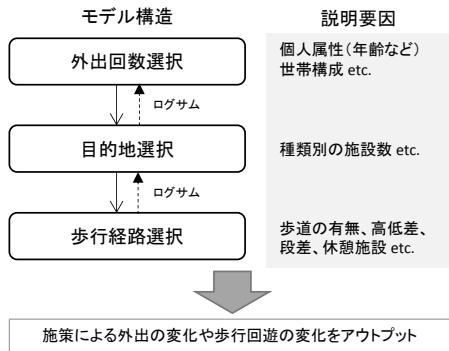 モデル構造
説明要因
外出回数選択
個人属性（年齢など）
世帯構成 etc.
ログサム
目的地選択
種類別の施設数 etc.
ログサム
歩行経路選択
歩道の有無、高低差、
段差、休憩施設 etc.
施策による外出の変化や歩行回遊の変化をアウトプット